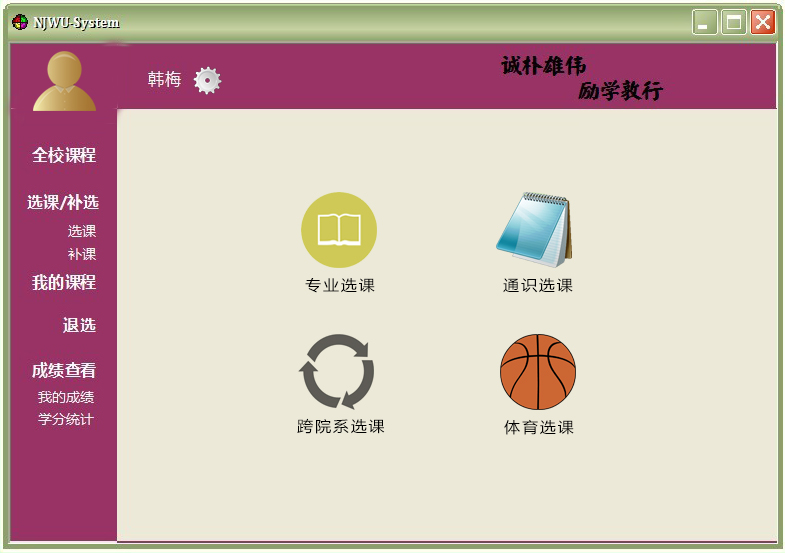 NJWU-System
韩梅
诚朴雄伟
励学敦行
全校课程
选课/补选
选课
补课
我的课程
退选
成绩查看
我的成绩
学分统计
专业选课
通识选课
跨院系选课
体育选课